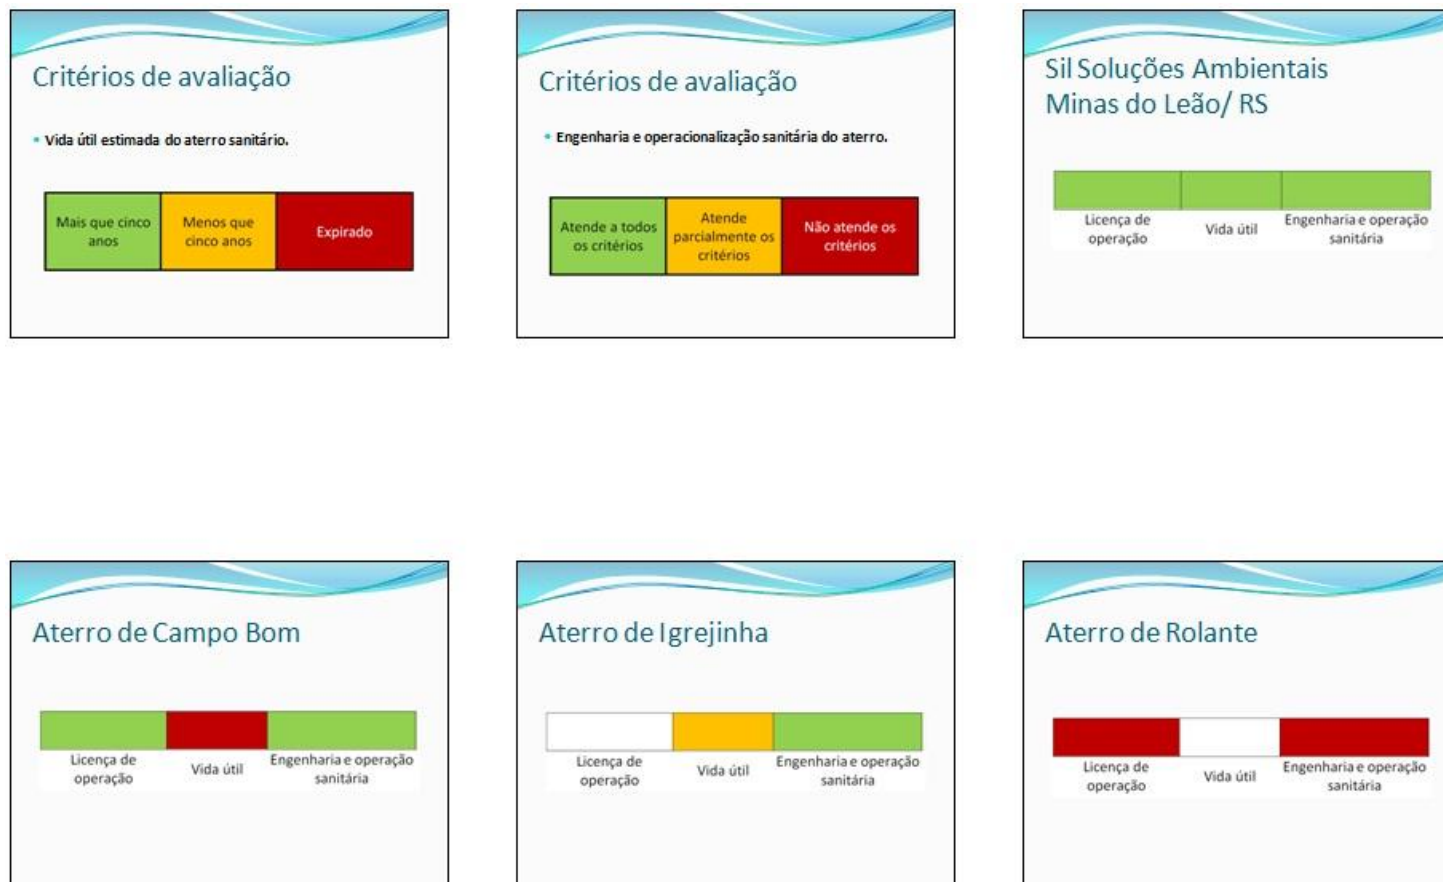 Critérios de avaliação
• Vida útil estimada do aterro sanitário.
Mais que cinco
anos
Menos que
cinco anos
Expirado
Critérios de avaliação
• Engenharia e operacionalização sanitária do aterro.
Atende a todos
os critérios
Atende
parcialmente os
critérios
Não atende os
critérios
Sil Soluções Ambientais
Minas do Leão/ RS
Licença de
operação
Vida útil
Engenharia e operação
sanitária
Aterro de Campo Bom
Licença de
operação
Vida útil
Engenharia e operação
sanitária
Aterro de Igrejinha
Licença de
operação
Vida útil
Engenharia e operação
sanitária
Aterro de Rolante
Licença de
operação
Vida útil
Engenharia e operação
sanitária